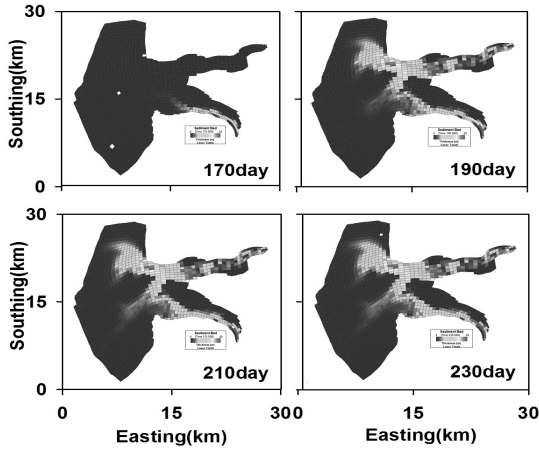 30
Southing(km)
15
0
Sediment Bed
170day
Sediment Bed
190day
30
Southing(km)
15
0
Sediment Bed
210day
Sediment Bed
230day
0
15
30
0
15
30
Easting(km)
Easting(km)